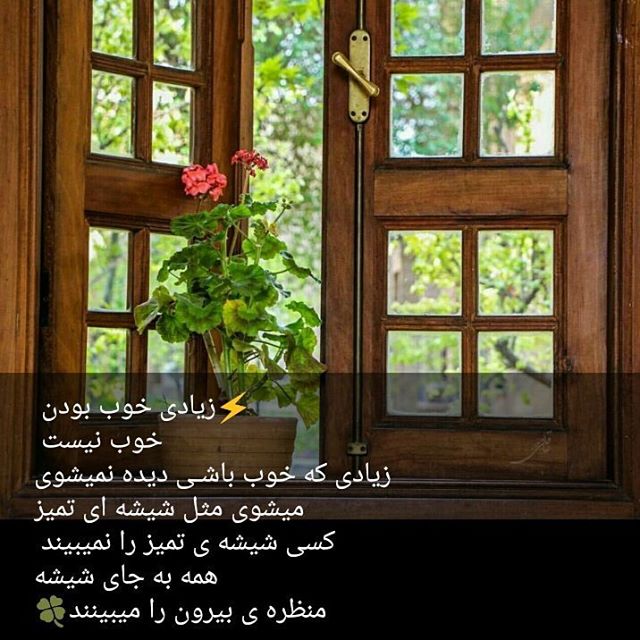 ⚡زیادی خوب بودن
خوب نیست
زیادی که خوب باشی دیده نمیشوی
میشوی مثل شیشه ای تمیز
کسی شیشه ی تمیز را نمیبیند
همه به جای شیشه
منظره ی بیرون را میبینند🍀